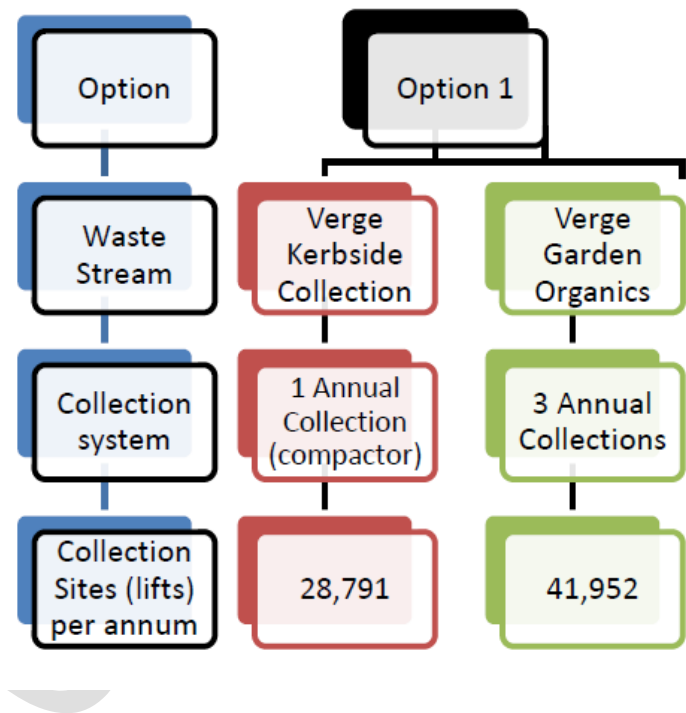 Option
Option 1
Waste
Stream
Verge
Kerbside
Collection
Verge
Garden
Organics
Collection
system
1 Annual
Collection
(compactor)
3 Annual
Collections
Collection
Sites (lifts)
per annum
28,791
41,952